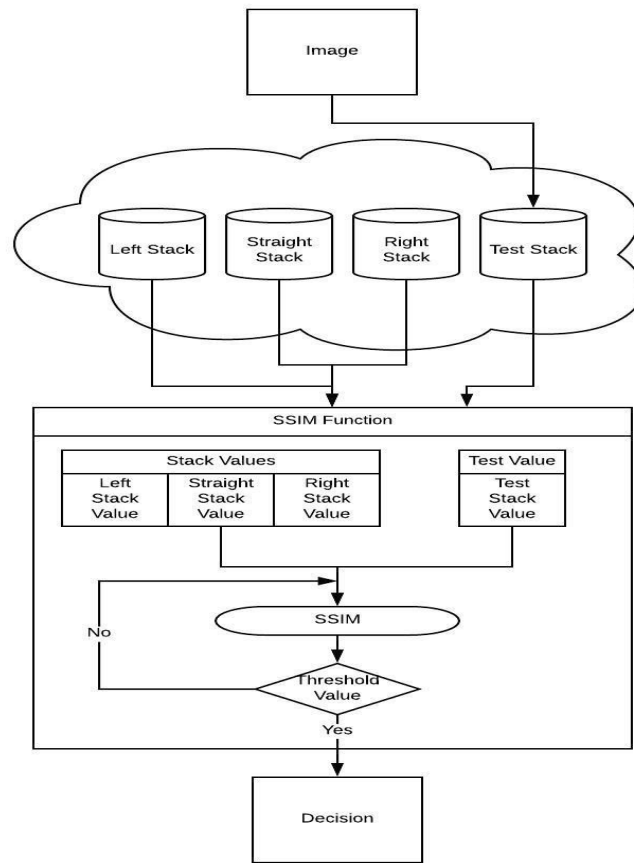 Image
Left Stack
Straight
Stack
Right
Stack
Test Stack
SSIM Function
Stack Values
Left
Stack
Value
Straight
Stack
Value
Right
Stack
Value
Test Value
Test
Stack
Value
SSIM
No
Threshold
Value
Yes
Decision